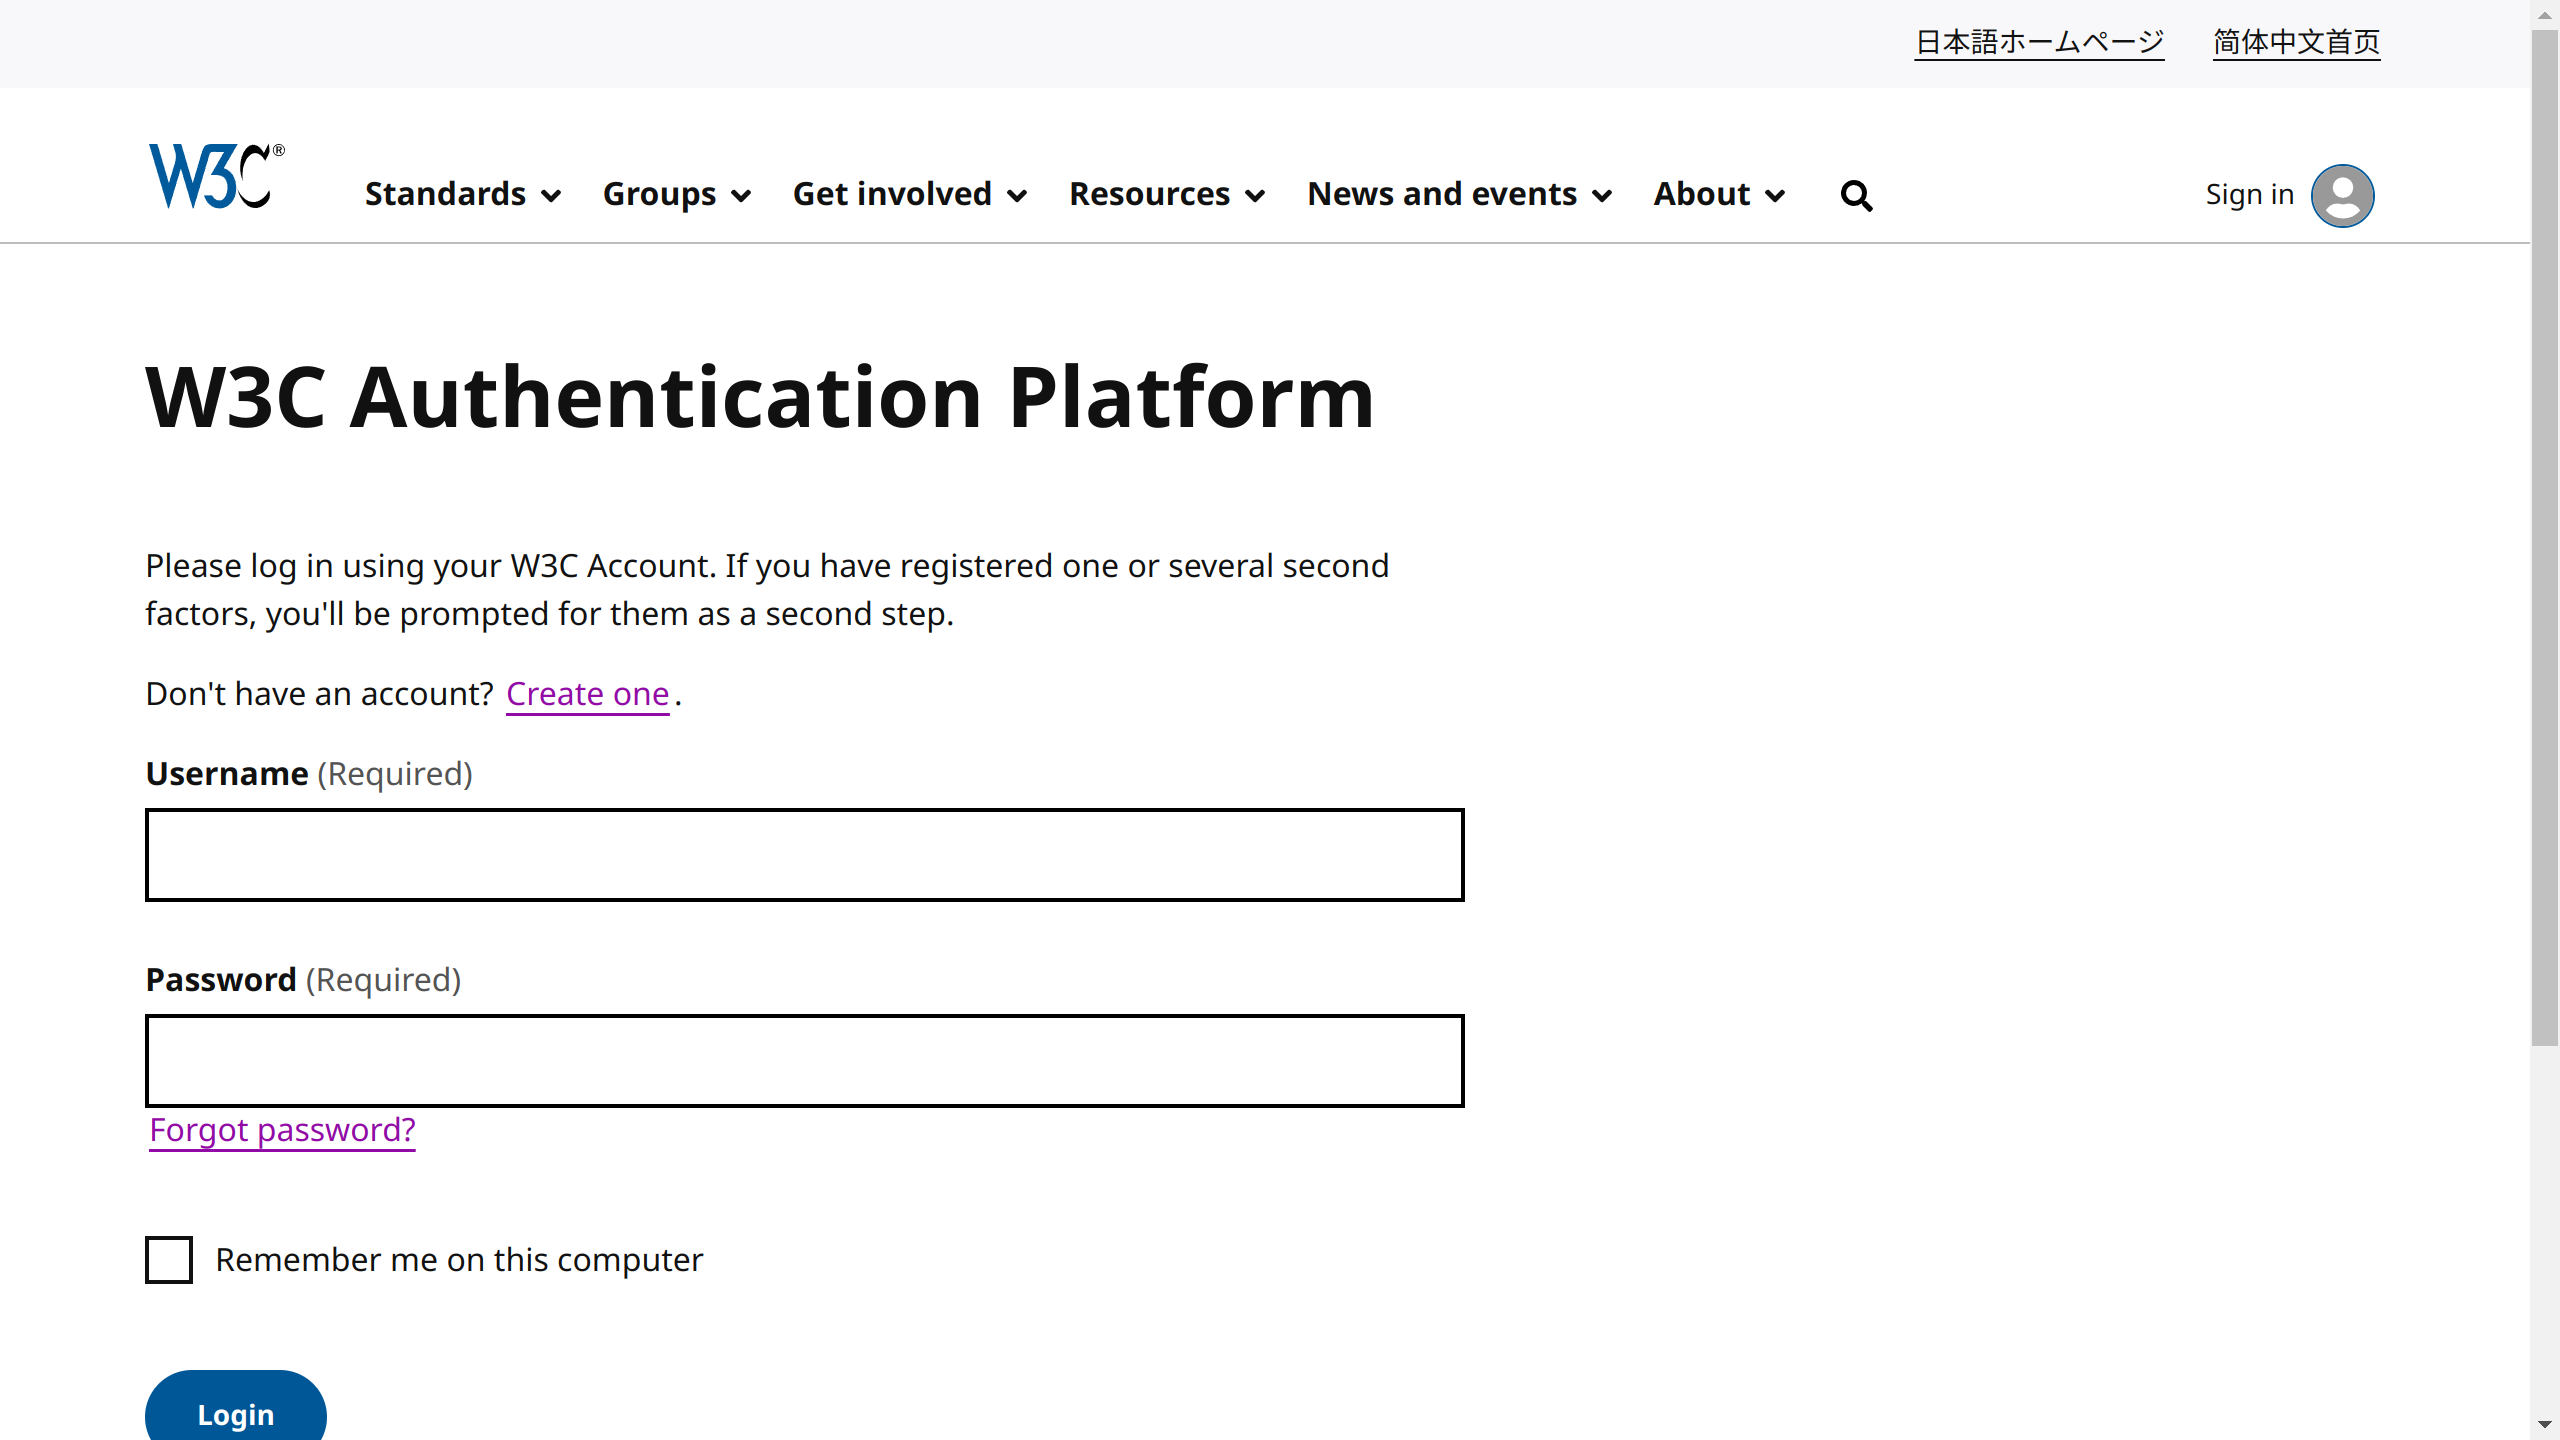 日本語ホームページ 简体中文首页
W3C® Standards Groups Get involved Resources News and events About Sign in
W3C Authentication Platform
Please log in using your W3C Account. If you have registered one or several second
factors, you'll be prompted for them as a second step.
Don't have an account? Create one.
Username (Required)
Password (Required)
Forgot password?
Remember me on this computer
Login